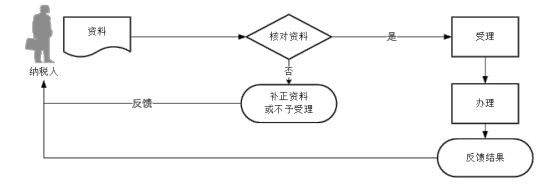 资料
核对资料
是
受理
纳税人
否
反馈
补正资料
或不予受理
办理
反馈结果